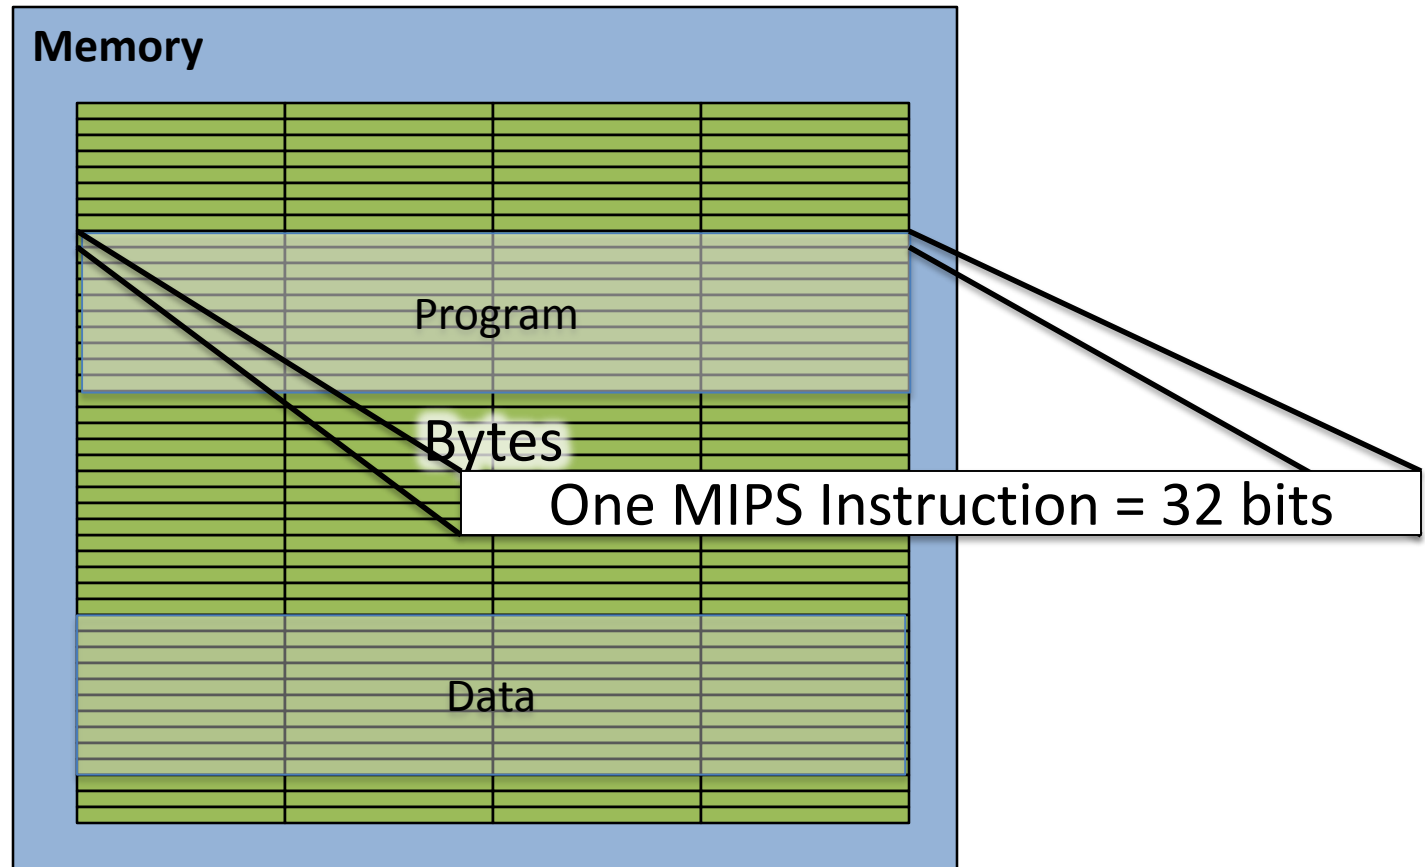 Memory
Program
Bytes
One MIPS Instruction = 32 bits
Data